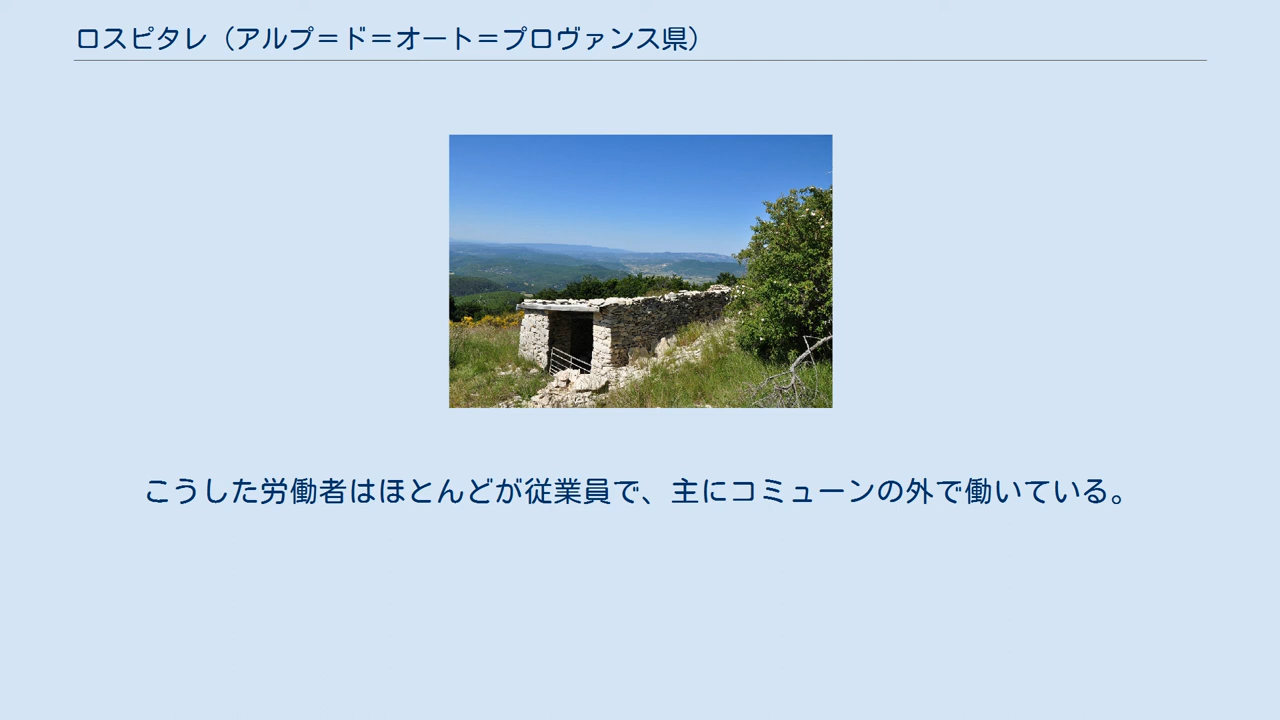 ロスピタレ（アルプ＝ド＝オート＝プロヴァンス県）
こうした労働者はほとんどが従業員で、主にコミューンの外で働いている。